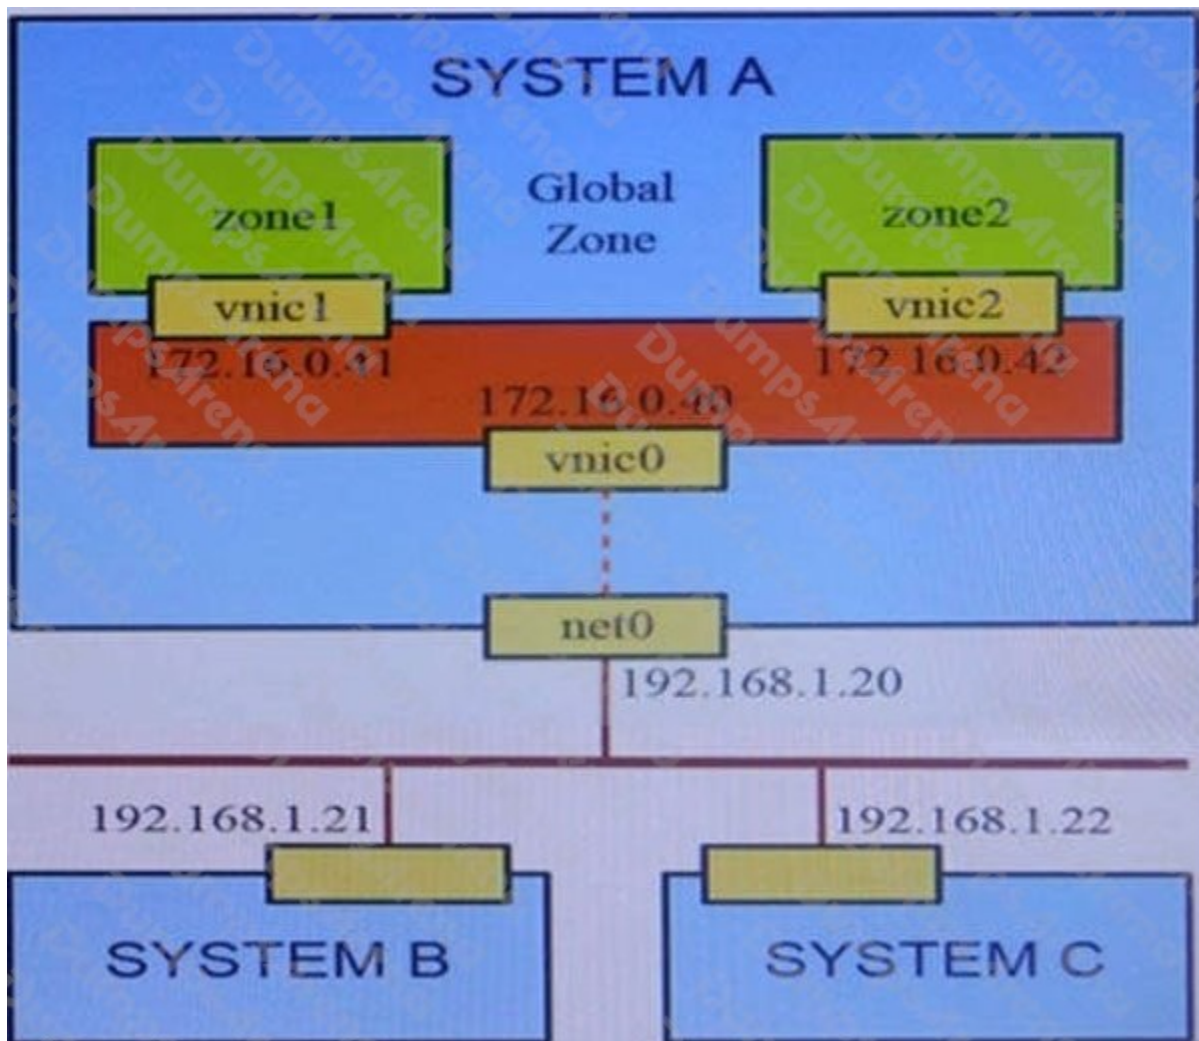 SYSTEM A
Global
Zone
zone1
zone2
vnic1
vnic2
172.16.0.41
172.16.0.42
172.16.0.40
vnic0
net0
192.168.1.20
192.168.1.21
192.168.1.22
SYSTEM B
SYSTEM C
DumpsArena